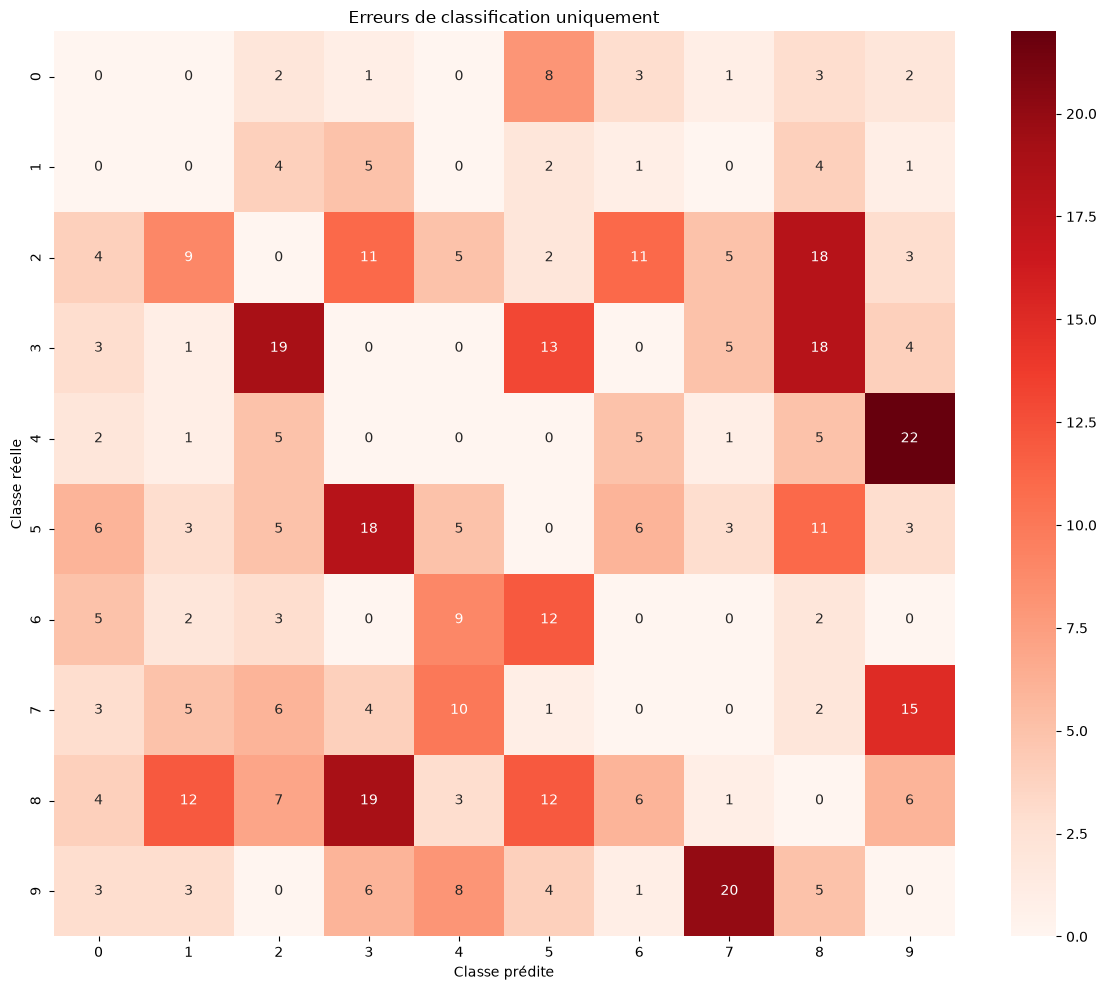 Erreurs de classification uniquement
0 0 0 2 1 0 8 3 1 3 2
1 0 0 4 5 0 2 1 0 4 1
2 4 9 0 11 5 2 11 5 18 3
3 3 1 19 0 0 13 0 5 18 4
4 2 1 5 0 0 0 5 1 5 22
5 6 3 5 18 5 0 6 3 11 3
6 5 2 3 0 9 12 0 0 2 0
7 3 5 6 4 10 1 0 0 2 15
8 4 12 7 19 3 12 6 1 0 6
9 3 3 0 6 8 4 1 20 5 0
0 1 2 3 4 5 6 7 8 9
Classe prédite
Classe réelle
20.0
17.5
15.0
12.5
10.0
7.5
5.0
2.5
0.0